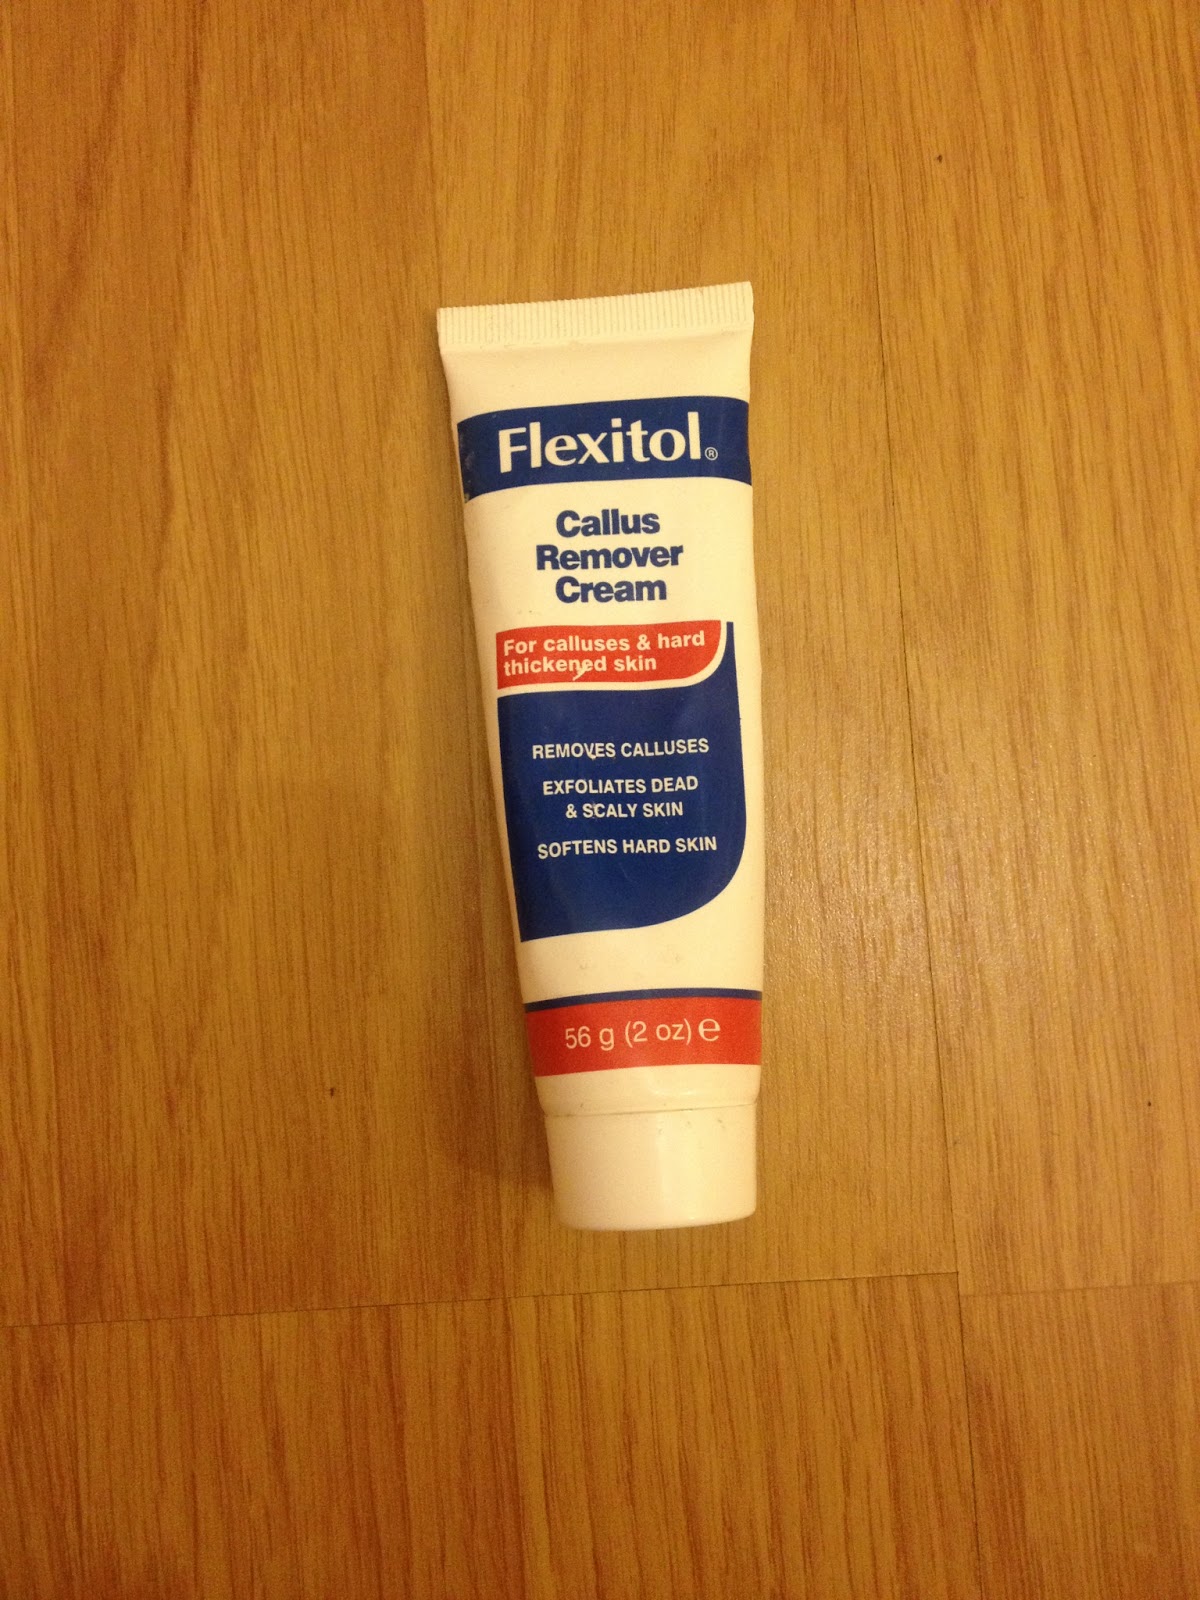 Flexitol®
Callus
Remover
Cream
For calluses & hard
thickened skin
REMOVES CALLUSES
EXFOLIATES DEAD
& SCALY SKIN
SOFTENS HARD SKIN
56 g (2 oz) ℮